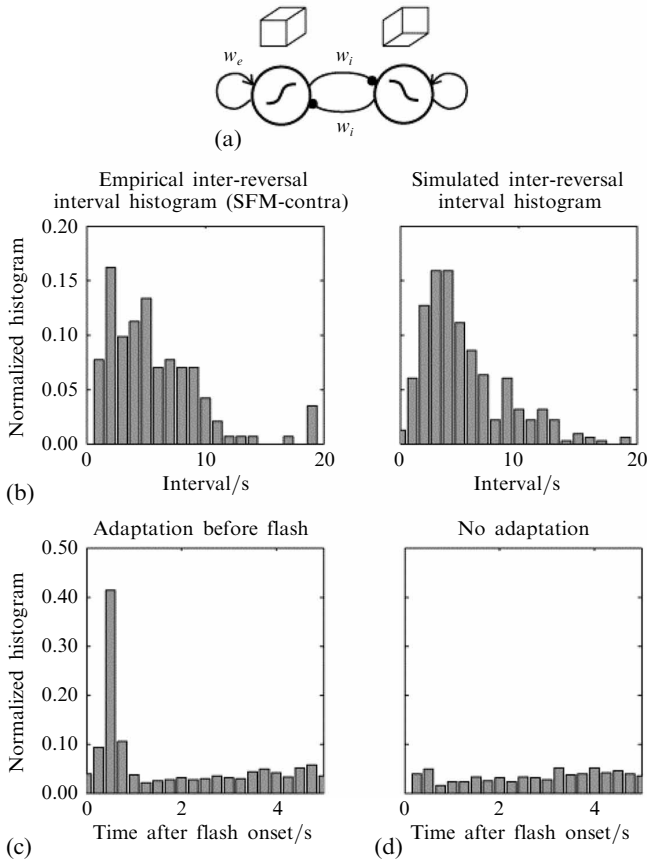 w_e
w_i
w_i
(a)
Empirical inter-reversal
interval histogram (SFM-contra)
Simulated inter-reversal
interval histogram
Normalized histogram
0.20
0.15
0.10
0.05
0.00
0 10 20
Interval/s
0 10 20
Interval/s
(b)
Adaptation before flash
No adaptation
Normalized histogram
0.50
0.40
0.30
0.20
0.10
0.00
0 2 4
Time after flash onset/s
0 2 4
Time after flash onset/s
(c)
(d)